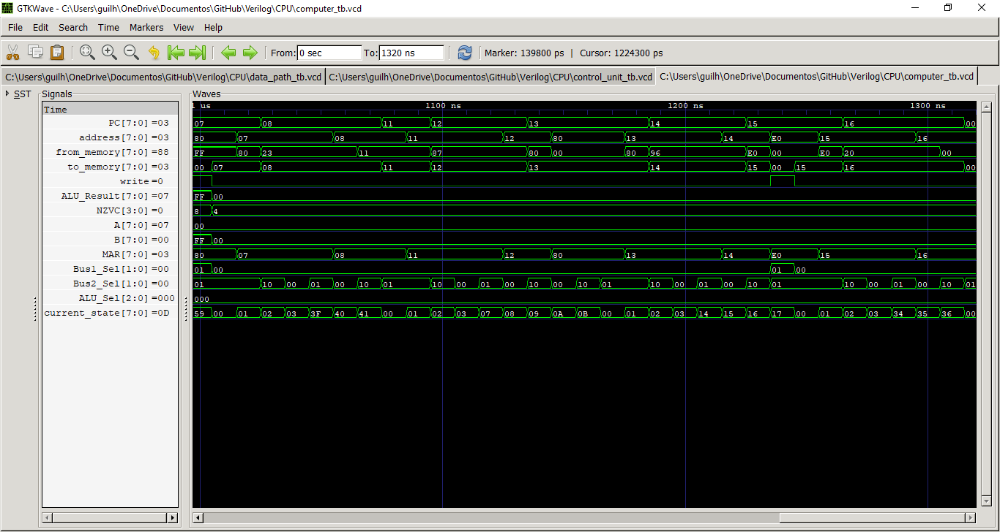 GTKWave - C:\Users\guilh\OneDrive\Documentos\GitHub\Verilog\CPU\computer_tb.vcd
File Edit Search Time Markers View Help
From: 0 sec To: 1320 ns Marker: 139800 ps | Cursor: 1224300 ps
C:\Users\guilh\OneDrive\Documentos\GitHub\Verilog\CPU\data_path_tb.vcd C:\Users\guilh\OneDrive\Documentos\GitHub\Verilog\CPU\control_unit_tb.vcd C:\Users\guilh\OneDrive\Documentos\GitHub\Verilog\CPU\computer_tb.vcd
SST Signals Waves
Time 1 us 1100 ns 1200 ns 1300 ns
PC[7:0] =03 07 08 11 12 13 14 15 16 00
address[7:0] =03 80 07 08 11 12 80 13 14 E0 15 16
from_memory[7:0] =88 FF 80 23 11 87 80 00 80 96 E0 00 E0 20 00
to_memory[7:0] =03 00 07 08 11 12 13 14 15 00 15 16 00
write =0
ALU_Result[7:0] =07 FF 00
NZVC[3:0] =0 8 4
A[7:0] =07 00
B[7:0] =00 FF 00
MAR[7:0] =03 80 07 08 11 12 80 13 14 E0 15 16
Bus1_Sel[1:0] =00 01 00 01 00
Bus2_Sel[1:0] =00 01 10 00 01 00 10 01 10 00 01 00 10 00 10 01 10 00 01 00 10 01 10 00 01 00 10 01
ALU_Sel[2:0] =000 000
current_state[7:0] =0D 59 00 01 02 03 3F 40 41 00 01 02 03 07 08 09 0A 0B 00 01 02 03 14 15 16 17 00 01 02 03 34 35 36 00